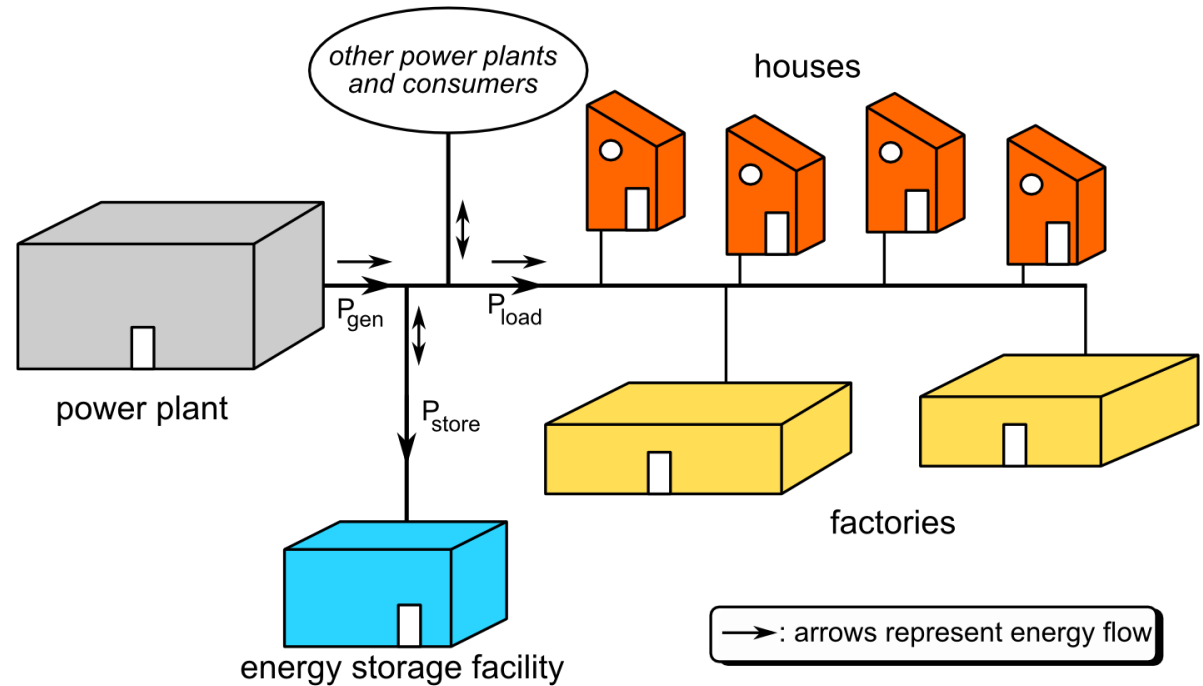 other power plants
and consumers
houses
P_gen
P_load
power plant
P_store
factories
energy storage facility
: arrows represent energy flow